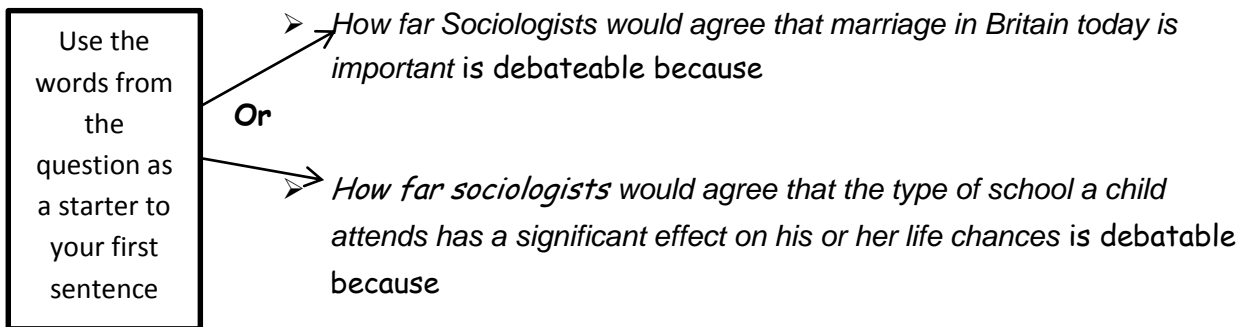 Use the
words from
the
question as
a starter to
your first
sentence
➢ How far Sociologists would agree that marriage in Britain today is
important is debateable because
Or
➢ How far sociologists would agree that the type of school a child
attends has a significant effect on his or her life chances is debatable
because